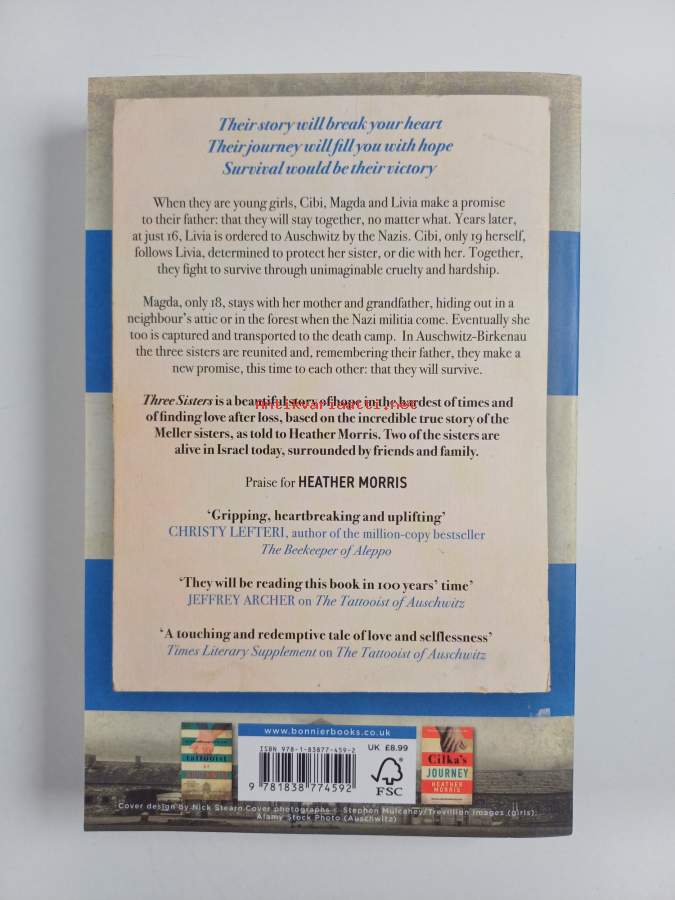 Their story will break your heart
Their journey will fill you with hope
Survival would be their victory
When they are young girls, Cibi, Magda and Livia make a promise
to their father: that they will stay together, no matter what. Years later,
at just 16, Livia is ordered to Auschwitz by the Nazis. Cibi, only 19 herself,
follows Livia, determined to protect her sister, or die with her. Together,
they fight to survive through unimaginable cruelty and hardship.
Magda, only 18, stays with her mother and grandfather, hiding out in a
neighbour's attic or in the forest when the Nazi militia come. Eventually she
too is captured and transported to the death camp. In Auschwitz-Birkenau
the three sisters are reunited and, remembering their father, they make a
new promise, this time to each other: that they will survive.
Three Sisters is a beautiful story of hope in the hardest of times and
Antikvariaatti.net
of finding love after loss, based on the incredible true story of the
Meller sisters, as told to Heather Morris. Two of the sisters are
alive in Israel today, surrounded by friends and family.
Praise for HEATHER MORRIS
'Gripping, heartbreaking and uplifting'
CHRISTY LEFTERI, author of the million-copy bestseller
The Beekeeper of Aleppo
'They will be reading this book in 100 years' time'
JEFFREY ARCHER on The Tattooist of Auschwitz
'A touching and redemptive tale of love and selflessness'
Times Literary Supplement on The Tattooist of Auschwitz
www.bonnierbooks.co.uk
ISBN 978-1-83877-459-2
UK £8.99
9 781838 774592
FSC
Tattooist
Cilka's
JOURNEY
HEATHER
MORRIS
Cover design by Nick Stearn Cover photographs © Stephen Mulcahey/Trevillion Images (girls);
Alamy Stock Photo (Auschwitz)